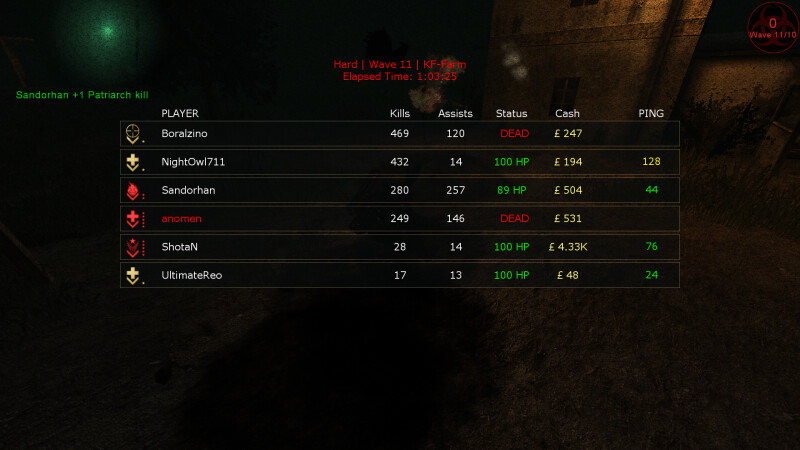 0
Wave 11/10
Hard | Wave 11 | KF-Farm
Elapsed Time: 1:03:25
Sandorhan +1 Patriarch kill
PLAYER Kills Assists Status Cash PING
Boralzino 469 120 DEAD £ 247
NightOwl711 432 14 100 HP £ 194 128
Sandorhan 280 257 89 HP £ 504 44
anomen 249 146 DEAD £ 531
ShotaN 28 14 100 HP £ 4.33K 76
UltimateReo 17 13 100 HP £ 48 24